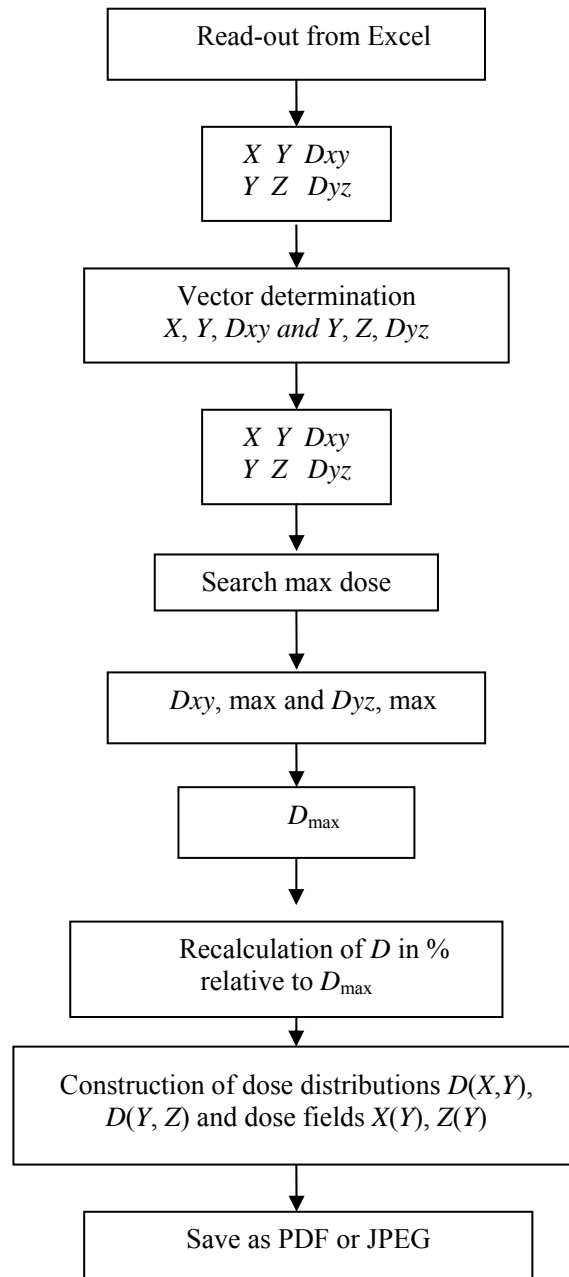 Read-out from Excel
X Y Dxy
Y Z Dyz
Vector determination
X, Y, Dxy and Y, Z, Dyz
X Y Dxy
Y Z Dyz
Search max dose
Dxy, max and Dyz, max
Dmax
Recalculation of D in %
relative to Dmax
Construction of dose distributions D(X,Y),
D(Y, Z) and dose fields X(Y), Z(Y)
Save as PDF or JPEG